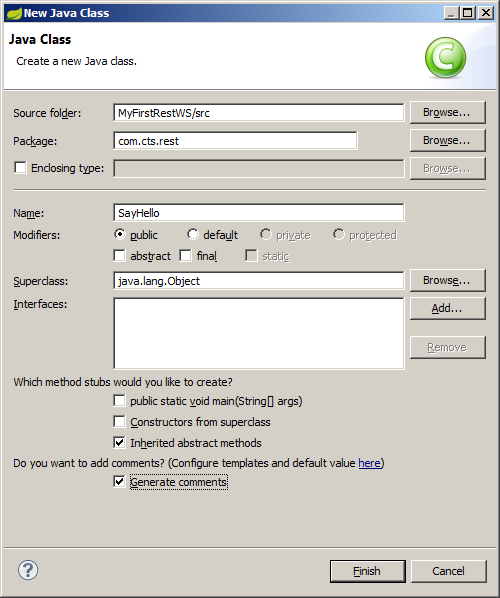 New Java Class
Java Class
Create a new Java class.
C
Source folder: MyFirstRestWS/src Browse...
Package: com.cts.rest Browse...
Enclosing type: Browse...
Name: SayHello
Modifiers: public default private protected
abstract final static
Superclass: java.lang.Object Browse...
Interfaces: Add...
Remove
Which method stubs would you like to create?
public static void main(String[] args)
Constructors from superclass
Inherited abstract methods
Do you want to add comments? (Configure templates and default value here)
Generate comments
? Finish Cancel